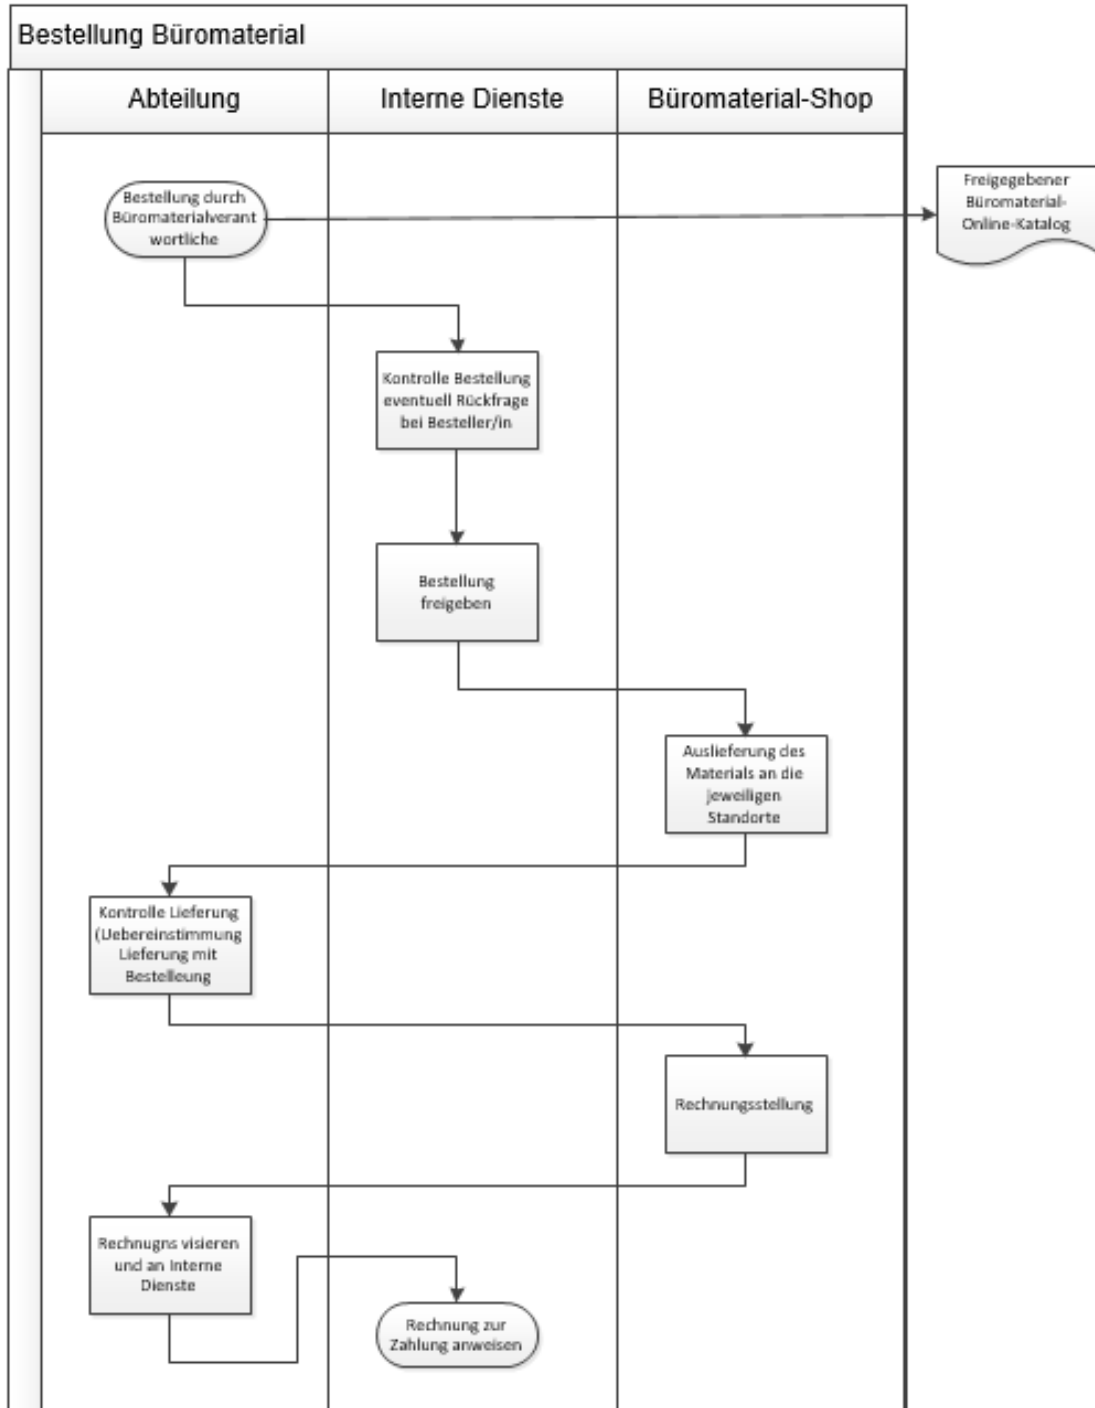 Bestellung Büromaterial
Abteilung
Interne Dienste
Büromaterial-Shop
Bestellung durch
Büromaterialverant
wortliche
Freigegebener
Büromaterial-
Online-Katalog
Kontrolle Bestellung
eventuell Rückfrage
bei Besteller/in
Bestellung
freigeben
Auslieferung des
Materials an die
jeweiligen
Standorte
Kontrolle Lieferung
(Uebereinstimmung
Lieferung mit
Bestelleung
Rechnungsstellung
Rechnugns visieren
und an Interne
Dienste
Rechnung zur
Zahlung anweisen